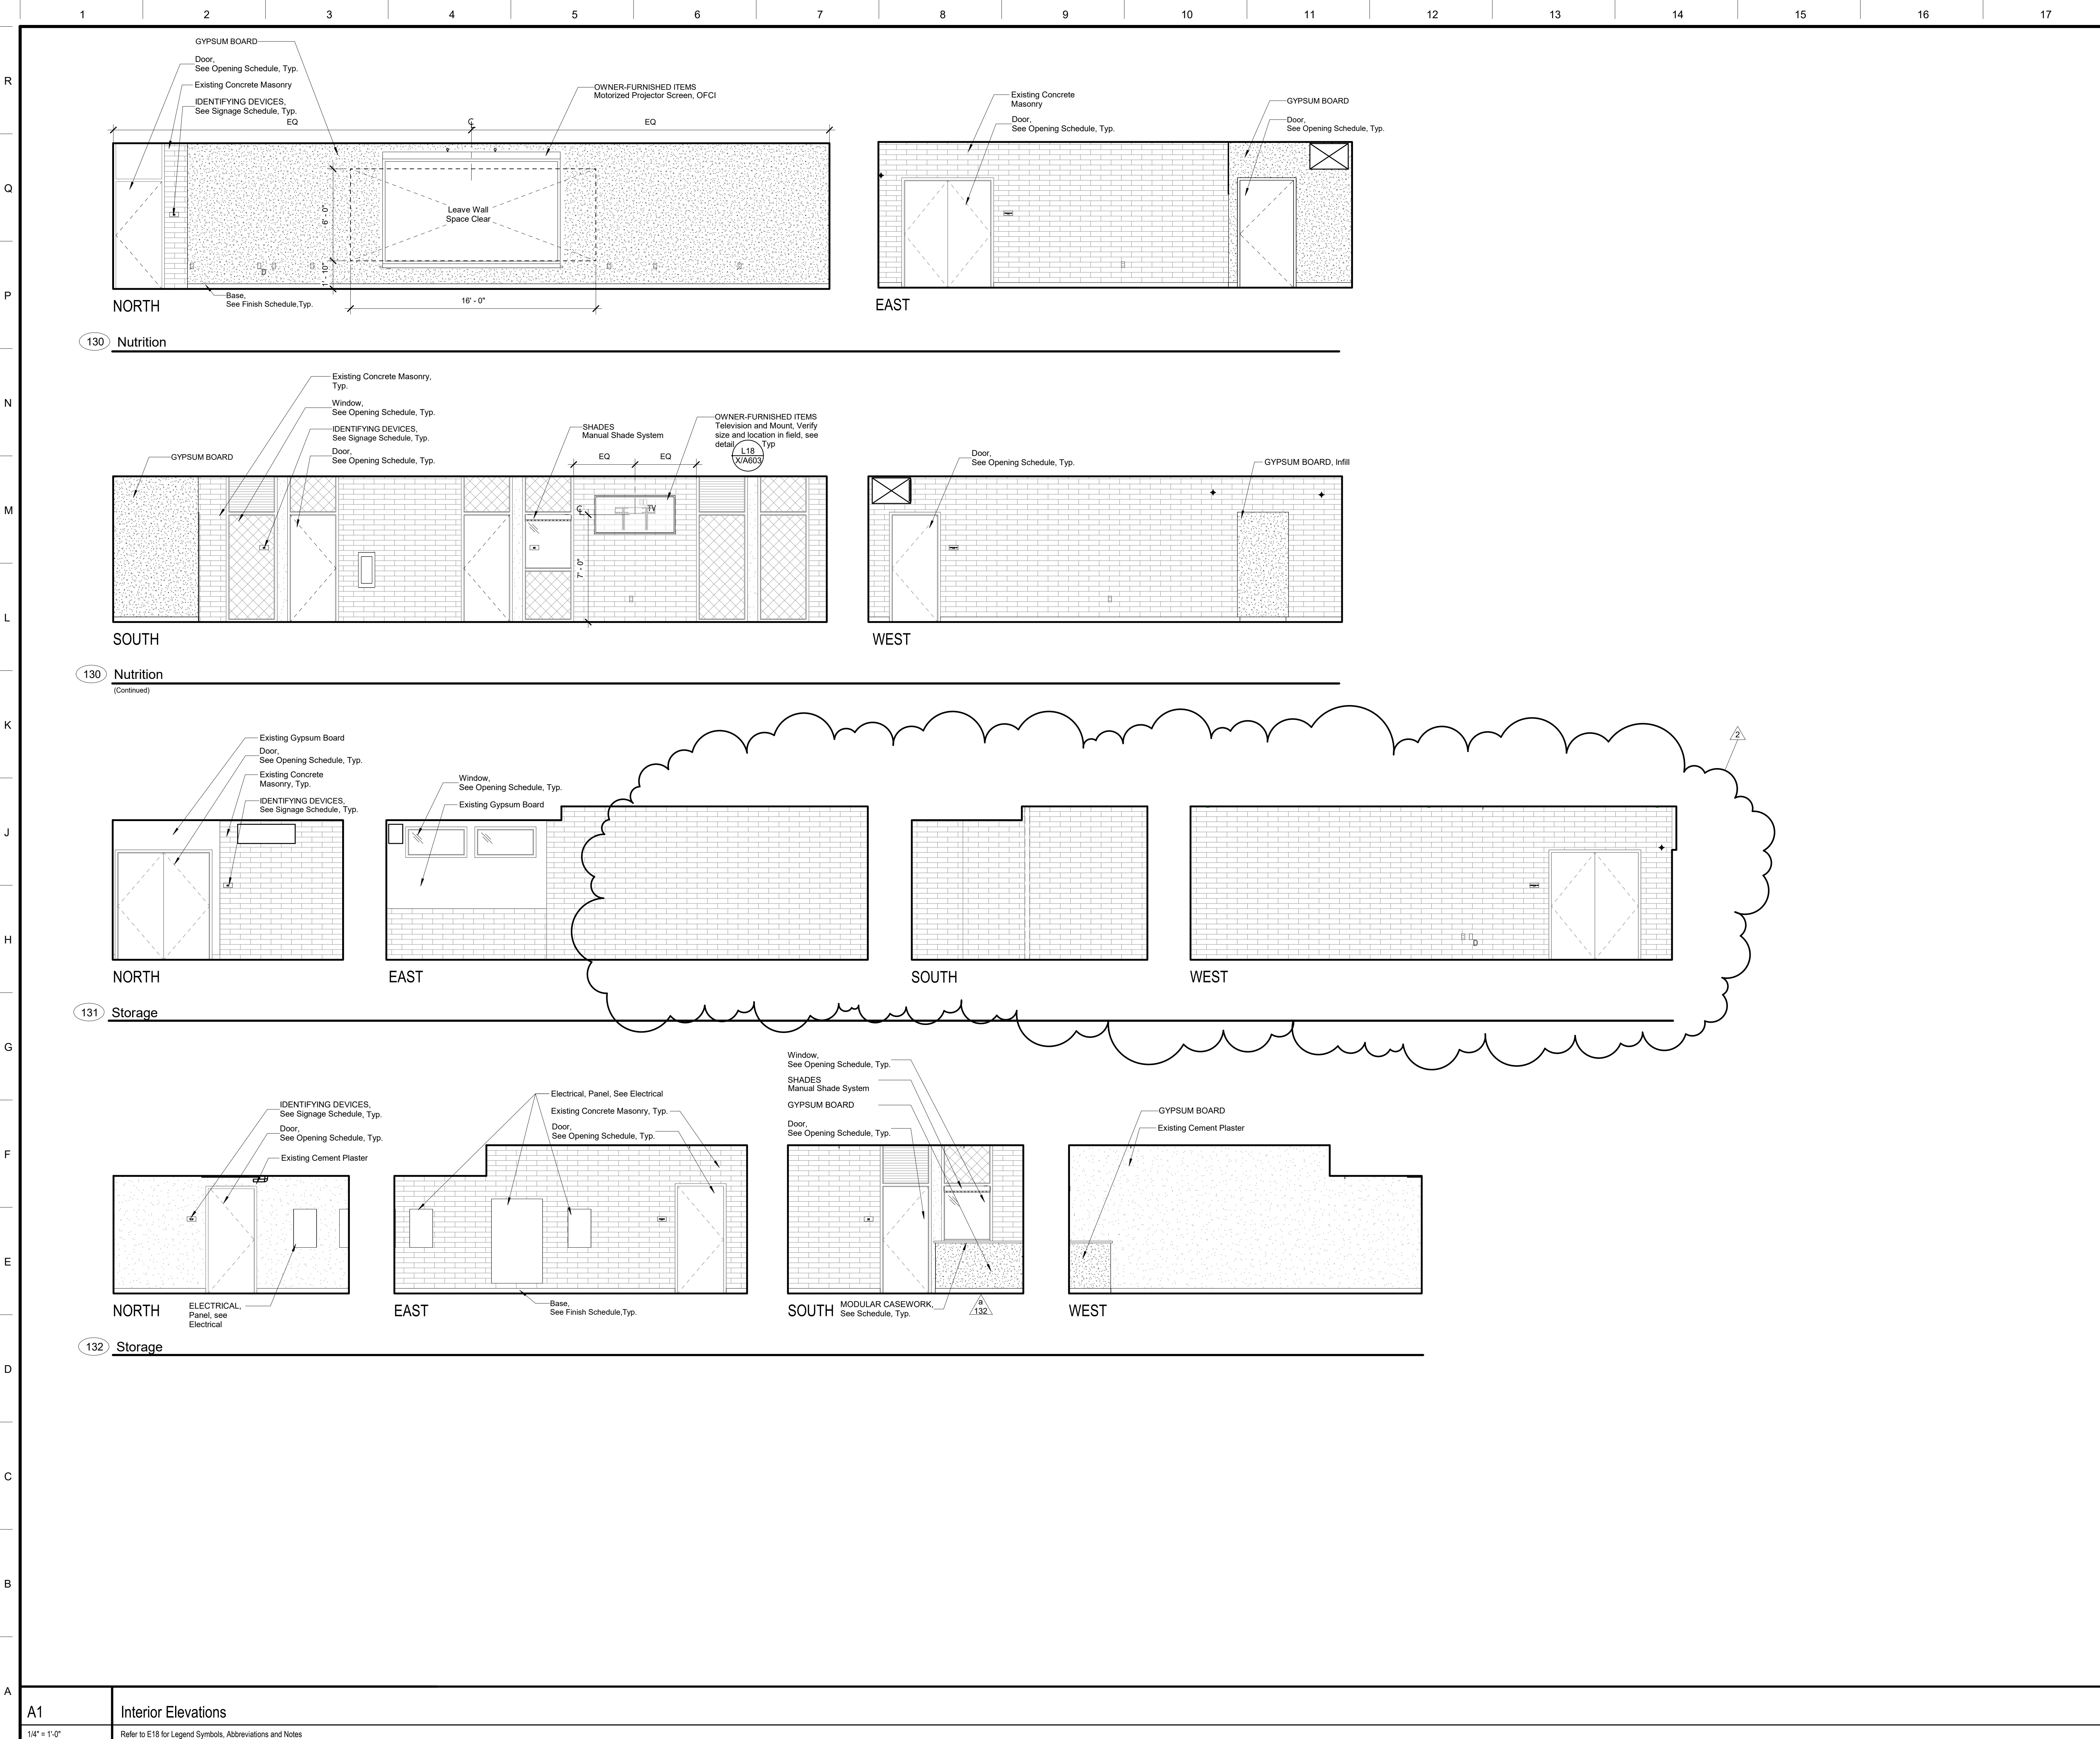 1 2 3 4 5 6 7 8 9 10 11 12 13 14 15 16 17
R
GYPSUM BOARD
Door,
See Opening Schedule, Typ.
Existing Concrete Masonry
IDENTIFYING DEVICES,
See Signage Schedule, Typ.
EQ
EQ
OWNER-FURNISHED ITEMS
Motorized Projector Screen, OFCI
Existing Concrete
Masonry
Door,
See Opening Schedule, Typ.
GYPSUM BOARD
Door,
See Opening Schedule, Typ.
Q
6' - 0"
Leave Wall
Space Clear
1' - 10"
D
P
Base,
See Finish Schedule,Typ.
16' - 0"
NORTH
EAST
130 Nutrition
N
Existing Concrete Masonry,
Typ.
Window,
See Opening Schedule, Typ.
IDENTIFYING DEVICES,
See Signage Schedule, Typ.
Door,
See Opening Schedule, Typ.
GYPSUM BOARD
SHADES
Manual Shade System
EQ
EQ
OWNER-FURNISHED ITEMS
Television and Mount, Verify
size and location in field, see
detail Typ
L18
X/A603
Door,
See Opening Schedule, Typ.
GYPSUM BOARD, Infill
M
TV
7' - 0"
L
SOUTH
WEST
130 Nutrition
(Continued)
K
2
Existing Gypsum Board
Door,
See Opening Schedule, Typ.
Existing Concrete
Masonry, Typ.
IDENTIFYING DEVICES,
See Signage Schedule, Typ.
Window,
See Opening Schedule, Typ.
Existing Gypsum Board
J
H
D
NORTH
EAST
SOUTH
WEST
131 Storage
G
IDENTIFYING DEVICES,
See Signage Schedule, Typ.
Door,
See Opening Schedule, Typ.
Existing Cement Plaster
Electrical, Panel, See Electrical
Existing Concrete Masonry, Typ.
Door,
See Opening Schedule, Typ.
Window,
See Opening Schedule, Typ.
SHADES
Manual Shade System
GYPSUM BOARD
Door,
See Opening Schedule, Typ.
GYPSUM BOARD
Existing Cement Plaster
F
E
NORTH
ELECTRICAL,
Panel, see
Electrical
EAST
Base,
See Finish Schedule,Typ.
SOUTH
MODULAR CASEWORK,
See Schedule, Typ.
a
132
WEST
132 Storage
D
C
B
A
A1
Interior Elevations
1/4" = 1'-0"
Refer to E18 for Legend Symbols, Abbreviations and Notes